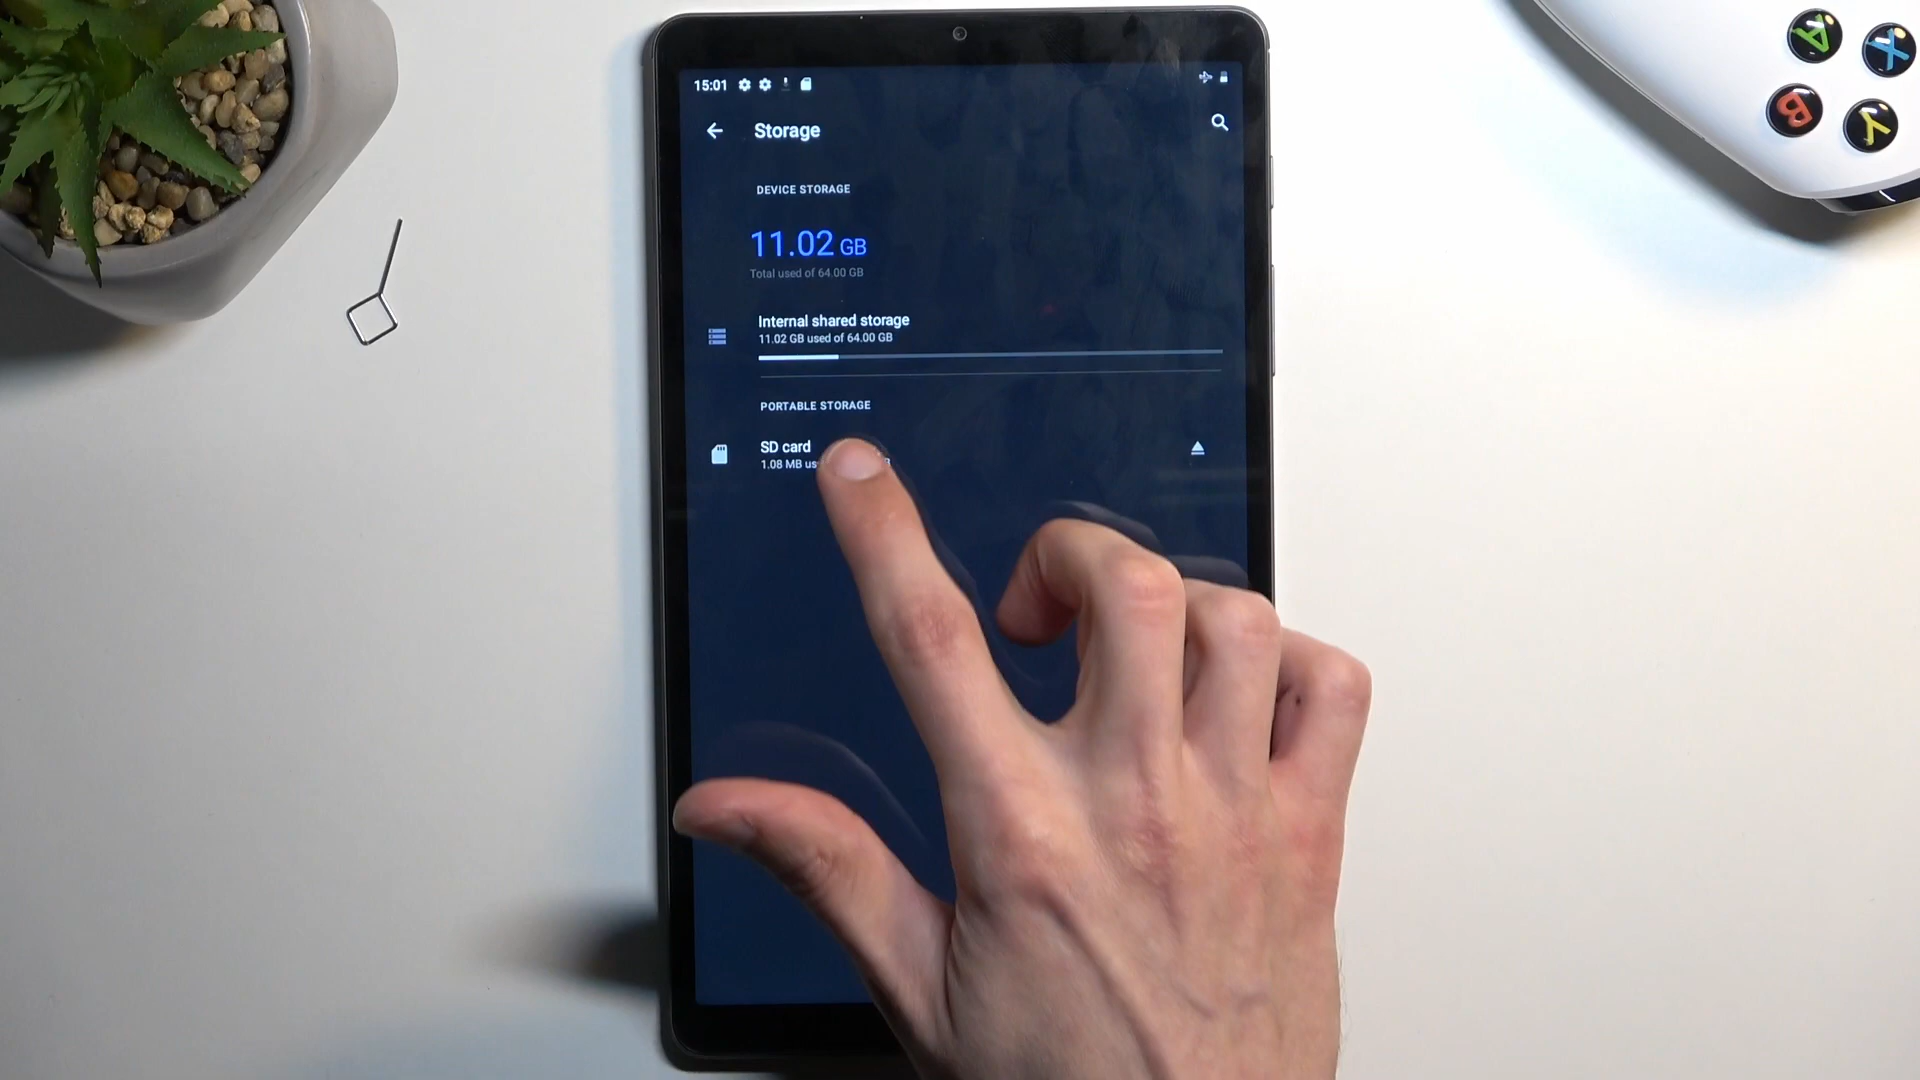 15:01
Storage
DEVICE STORAGE
11.02 GB
Total used of 64.00 GB
Internal shared storage
11.02 GB used of 64.00 GB
PORTABLE STORAGE
SD card
1.08 MB
A
X
B
Y